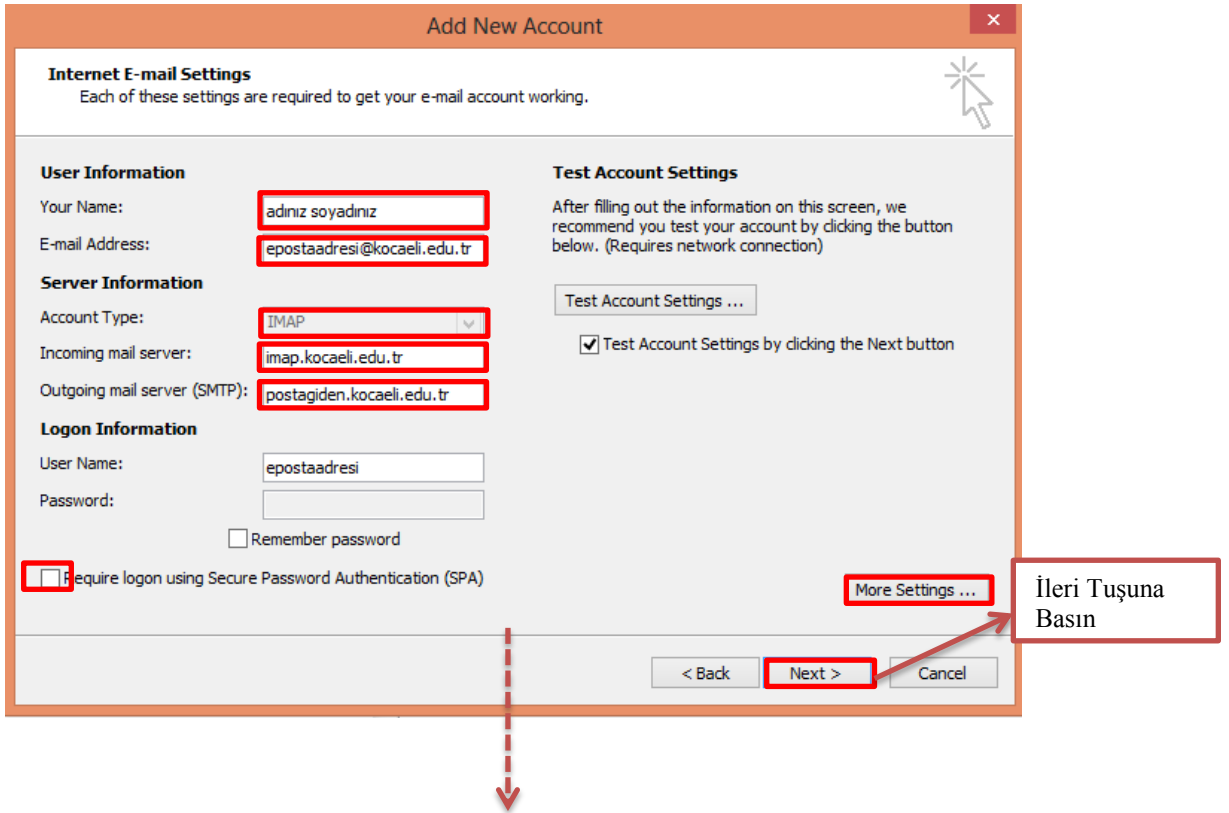 Add New Account
Internet E-mail Settings
Each of these settings are required to get your e-mail account working.
User Information
Your Name:
adınız soyadınız
E-mail Address:
epostaadresi@kocaeli.edu.tr
Server Information
Account Type:
IMAP
Incoming mail server:
imap.kocaeli.edu.tr
Outgoing mail server (SMTP):
postagiden.kocaeli.edu.tr
Logon Information
User Name:
epostaadresi
Password:
Remember password
Require logon using Secure Password Authentication (SPA)
Test Account Settings
After filling out the information on this screen, we
recommend you test your account by clicking the button
below. (Requires network connection)
Test Account Settings ...
Test Account Settings by clicking the Next button
More Settings ...
< Back
Next >
Cancel
İleri Tuşuna
Basın